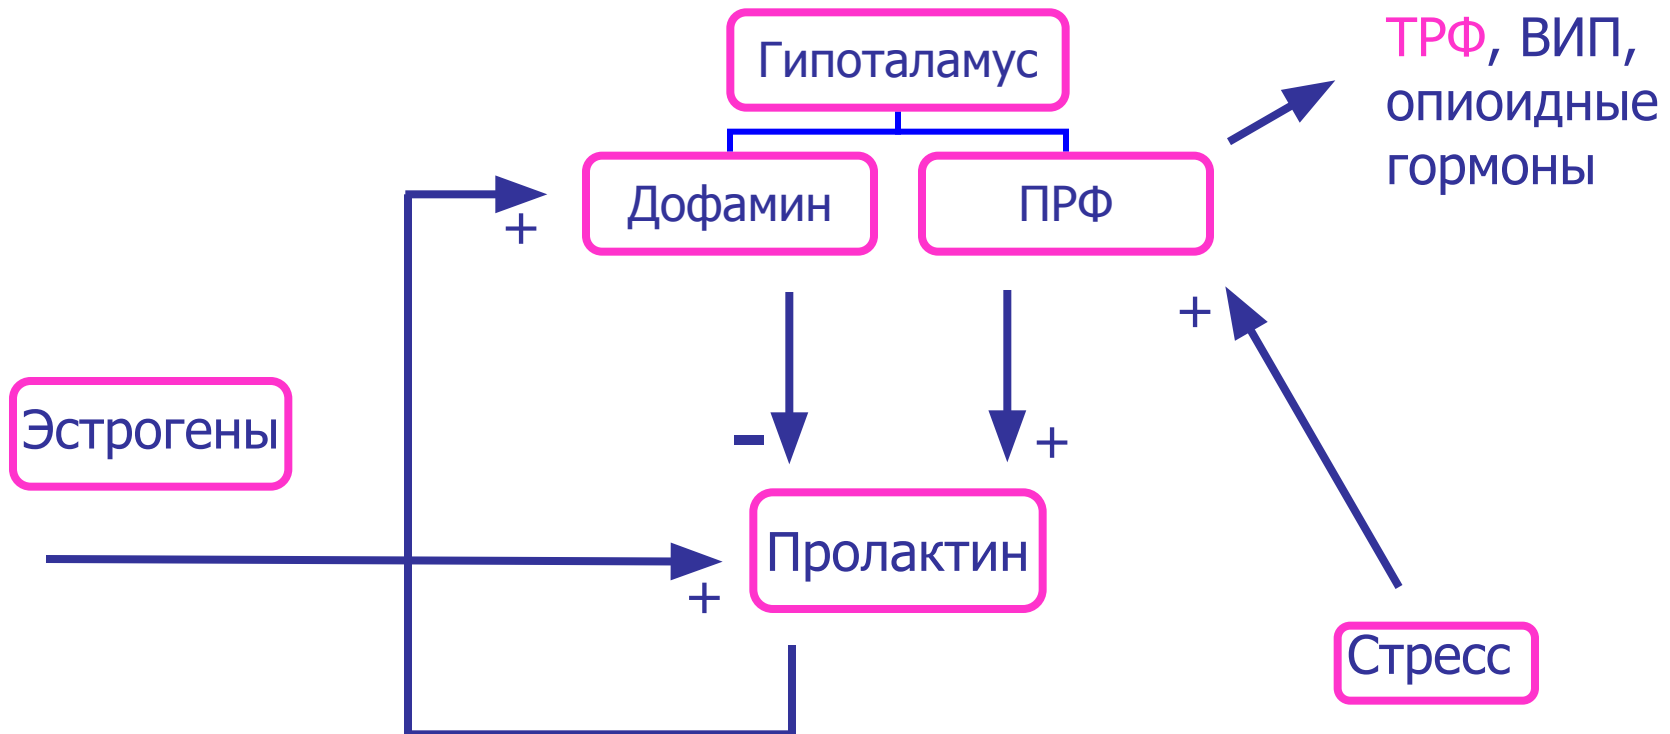 Гипоталамус
ТРФ, ВИП,
опиоидные
гормоны
Дофамин
ПРФ
+
+
Эстрогены
-
+
Пролактин
+
Стресс